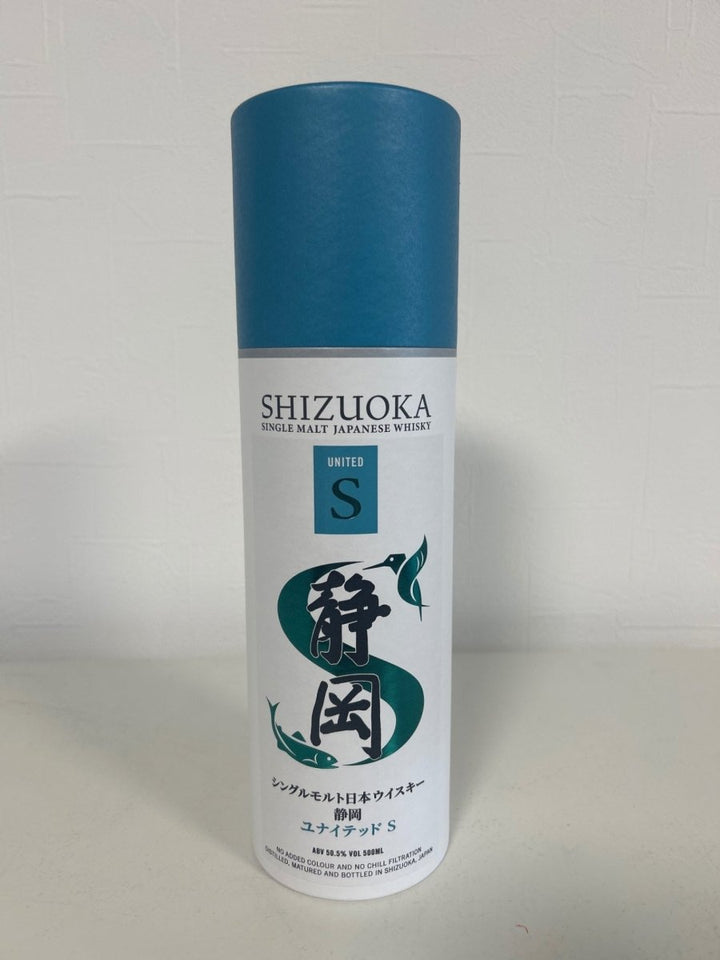 SHIZUOKA
SINGLE MALT JAPANESE WHISKY
UNITED
S
静
岡
シングルモルト日本ウイスキー
静岡
ユナイテッド S
ABV 50.5% VOL 500ML
NO ADDED COLOUR AND NO CHILL FILTRATION
DISTILLED, MATURED AND BOTTLED IN SHIZUOKA, JAPAN